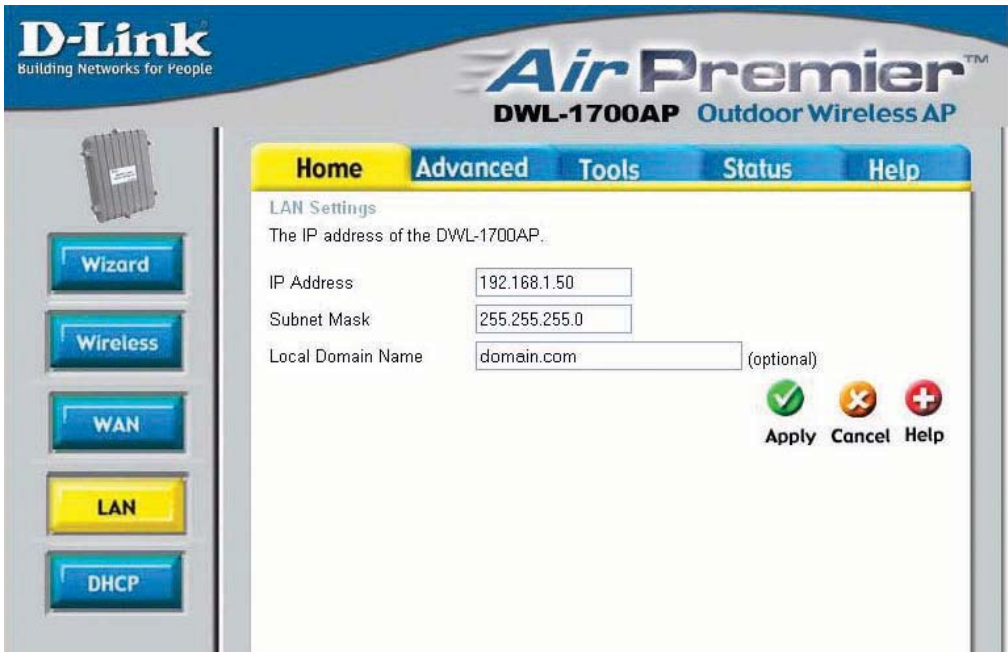 D-Link
Building Networks for People
AirPremier™
DWL-1700AP Outdoor Wireless AP
Home Advanced Tools Status Help
LAN Settings
The IP address of the DWL-1700AP.
Wizard
IP Address 192.168.1.50
Subnet Mask 255.255.255.0
Wireless
Local Domain Name domain.com (optional)
Apply Cancel Help
WAN
LAN
DHCP